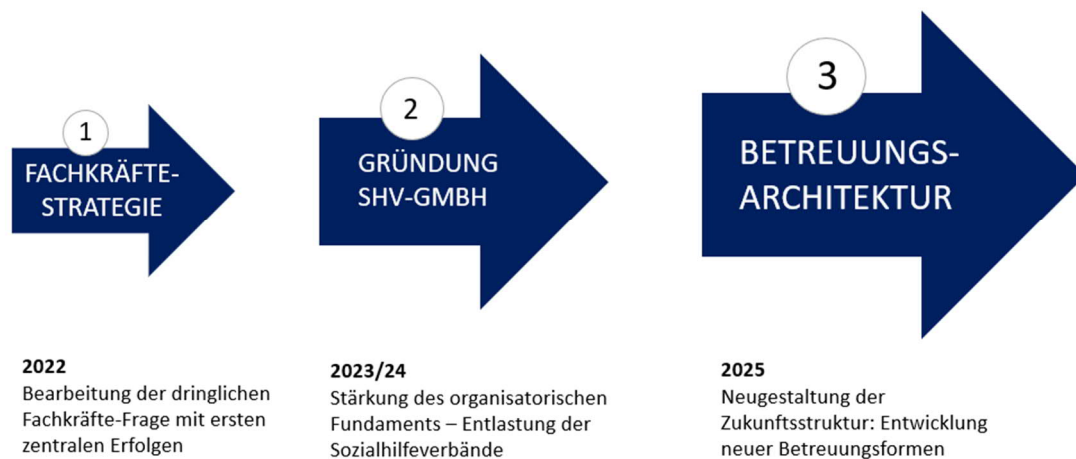 1
FACHKRÄFTE-
STRATEGIE
2
GRÜNDUNG
SHV-GMBH
3
BETREUUNGS-
ARCHITEKTUR
2022
Bearbeitung der dringlichen
Fachkräfte-Frage mit ersten
zentralen Erfolgen
2023/24
Stärkung des organisatorischen
Fundaments – Entlastung der
Sozialhilfeverbände
2025
Neugestaltung der
Zukunftsstruktur: Entwicklung
neuer Betreuungsformen